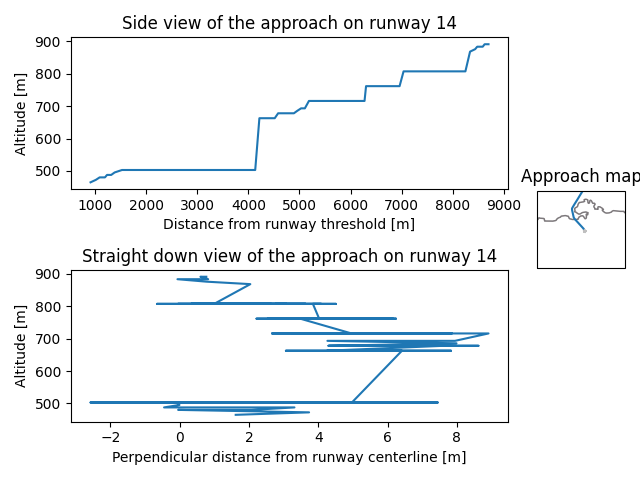 Side view of the approach on runway 14
Altitude [m]
900
800
700
600
500
1000 2000 3000 4000 5000 6000 7000 8000 9000
Distance from runway threshold [m]
Approach map
Straight down view of the approach on runway 14
Altitude [m]
900
800
700
600
500
−2 0 2 4 6 8
Perpendicular distance from runway centerline [m]